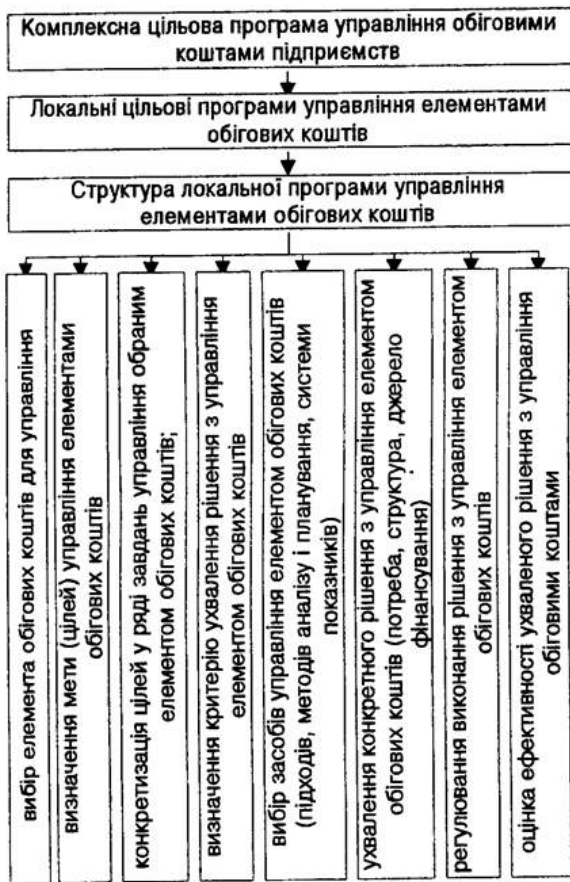 Комплексна цільова програма управління обіговими
коштами підприємств
Локальні цільові програми управління елементами
обігових коштів
Структура локальної програми управління
елементами обігових коштів
вибір елемента обігових коштів для управління
визначення мети (цілей) управління елементами
обігових коштів
конкретизація цілей у ряді завдань управління обраним
елементом обігових коштів;
визначення критерію ухвалення рішення з управління
елементом обігових коштів
вибір засобів управління елементом обігових коштів
(підходів, методів аналізу і планування, системи
показників)
ухвалення конкретного рішення з управління елементом
обігових коштів (потреба, структура, джерело
фінансування)
регулювання виконання рішення з управління елементом
обігових коштів
оцінка ефективності ухваленого рішення з управління
обіговими коштами